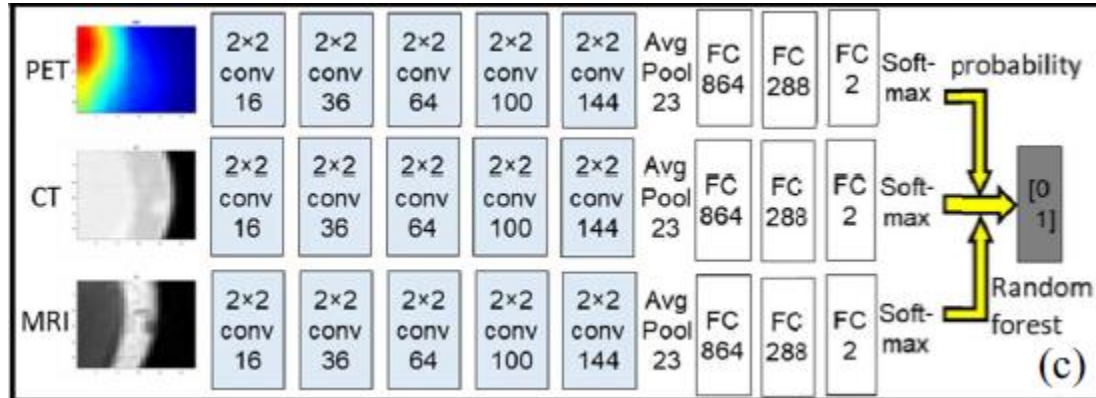 PET
2×2
conv
16
2×2
conv
36
2×2
conv
64
2×2
conv
100
2×2
conv
144
Avg
Pool
23
FC
864
FC
288
FC
2
Soft-
max
probability
CT
2×2
conv
16
2×2
conv
36
2×2
conv
64
2×2
conv
100
2×2
conv
144
Avg
Pool
23
FC
864
FC
288
FC
2
Soft-
max
[0
1]
MRI
2×2
conv
16
2×2
conv
36
2×2
conv
64
2×2
conv
100
2×2
conv
144
Avg
Pool
23
FC
864
FC
288
FC
2
Soft-
max
Random
forest
(c)